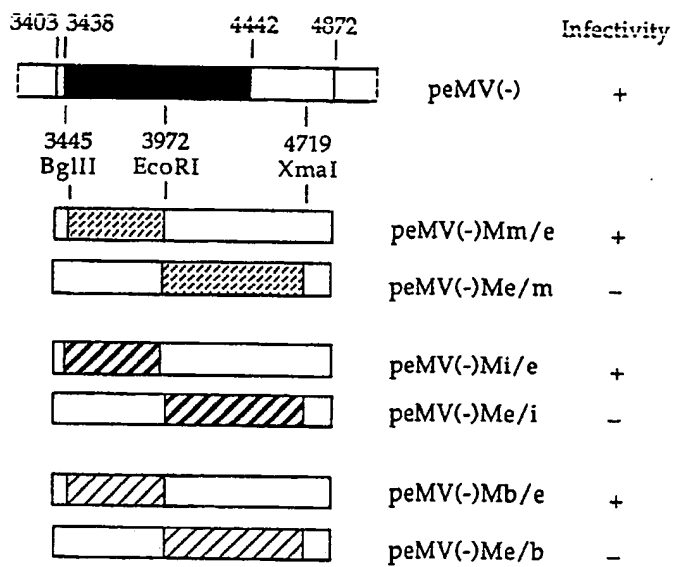 3403 3438 4442 4872 Infectivity
peMV(-) +
3445 3972 4719
BglII EcoRI XmaI
peMV(-)Mm/e +
peMV(-)Me/m –
peMV(-)Mi/e +
peMV(-)Me/i –
peMV(-)Mb/e +
peMV(-)Me/b –